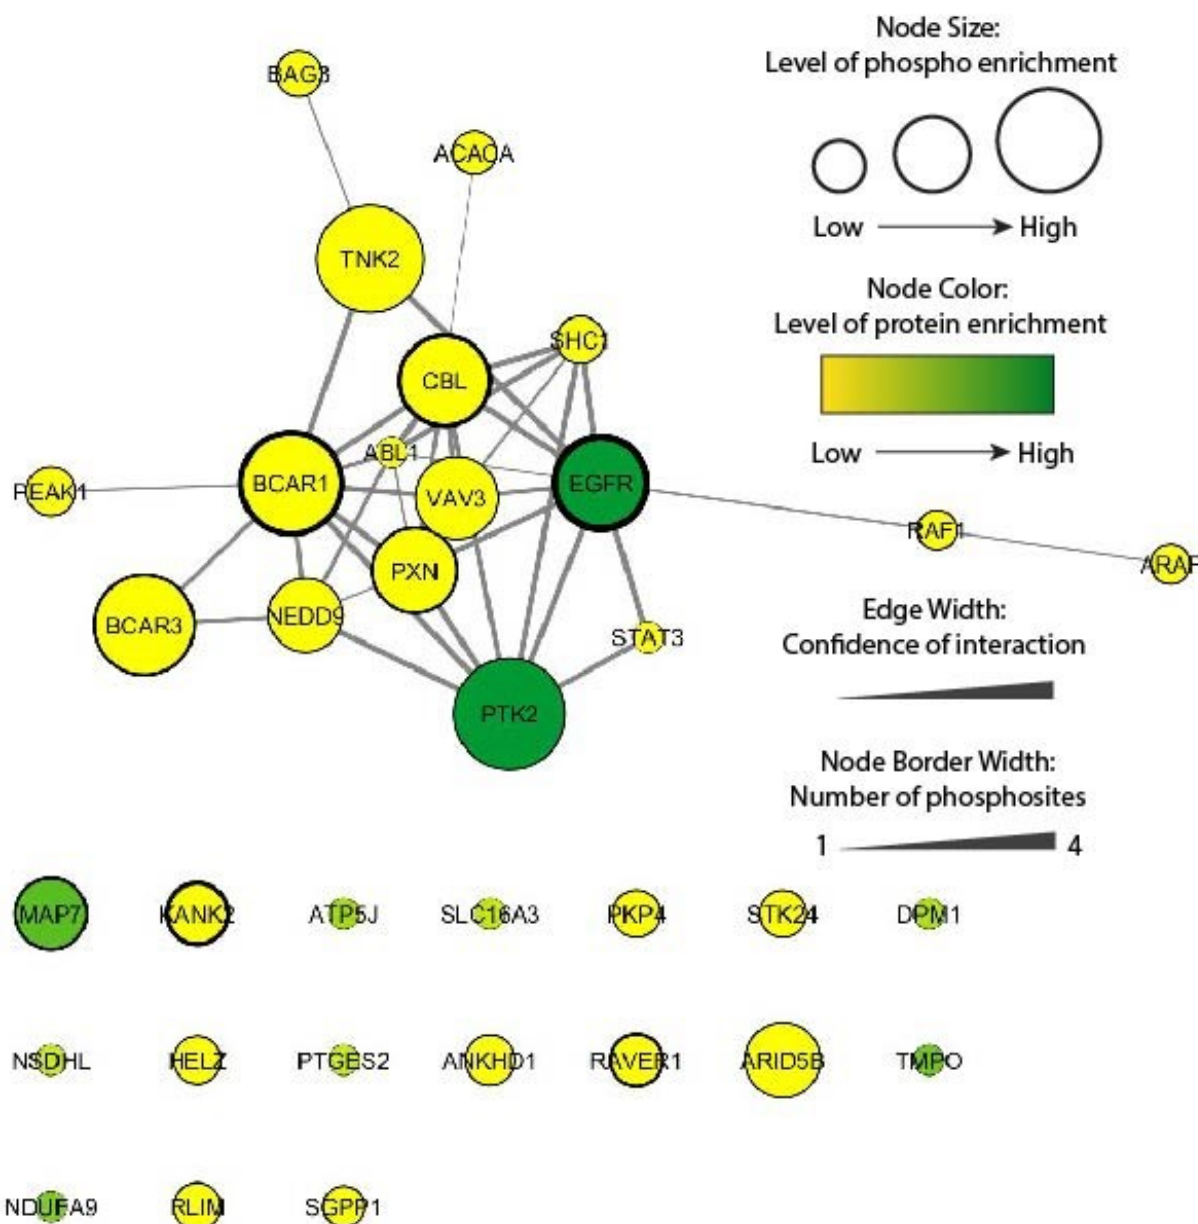 Node Size:
Level of phospho enrichment
Low High
Node Color:
Level of protein enrichment
Low High
Edge Width:
Confidence of interaction
Node Border Width:
Number of phosphosites
1 4
BAG3
ACACA
TNK2
SHC1
CBL
ABL1
PEAK1
BCAR1
VAV3
EGFR
RAF1
ARAF
PXN
BCAR3
NEDD9
STAT3
PTK2
MAP7 KANK2 ATP5J SLC16A3 PKP4 STK24 DPM1
NSDHL HELZ PTGES2 ANKHD1 RAVER1 ARID5B TMPO
NDUFA9 RLIM SGPP1